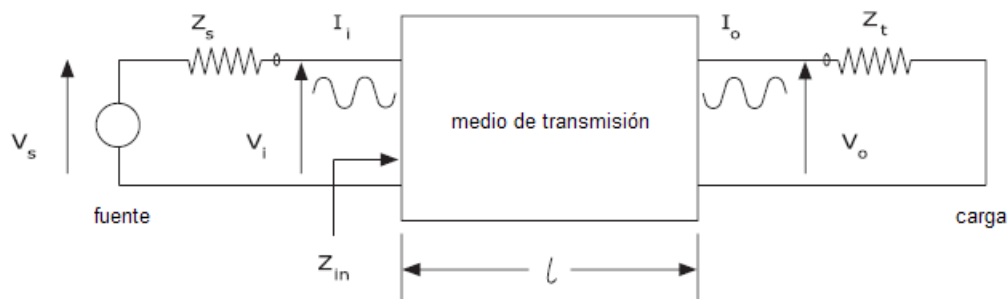 Z_s
I_i
I_o
Z_t
V_s
V_i
medio de transmisión
V_o
fuente
carga
Z_in
l